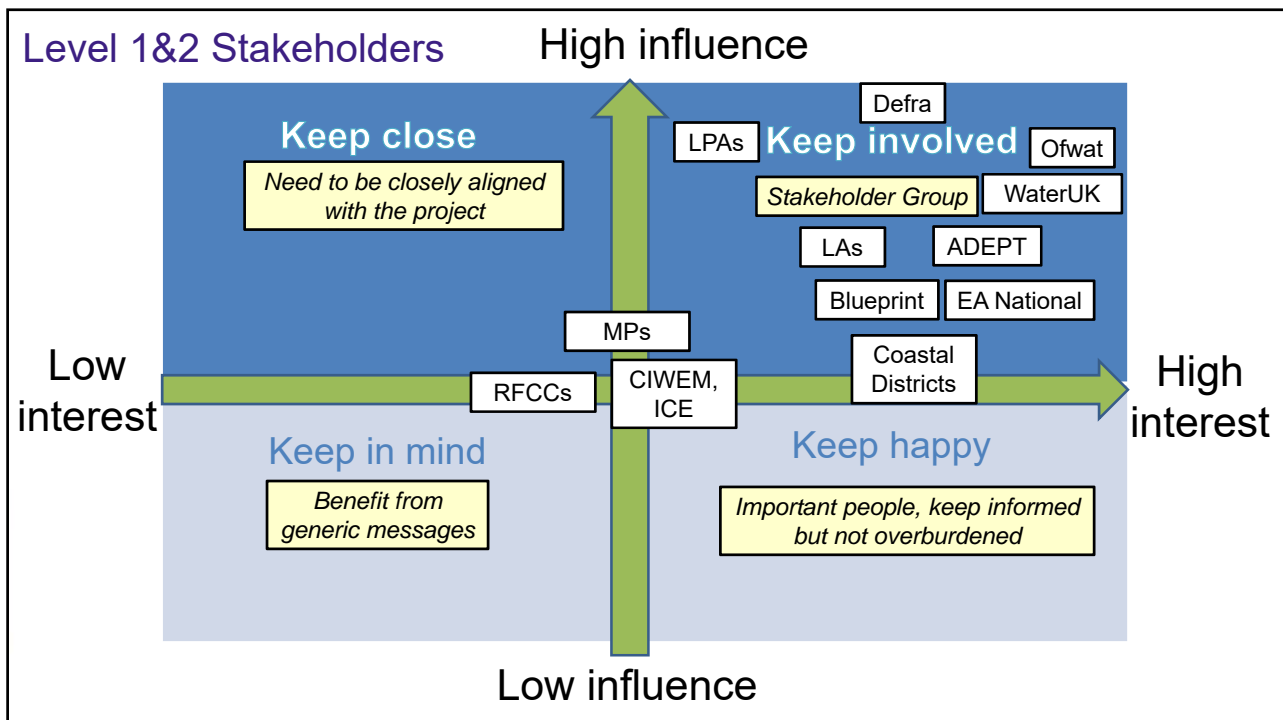 Level 1&2 Stakeholders
High influence
Defra
Keep close
LPAs
Keep involved
Ofwat
Need to be closely aligned
with the project
Stakeholder Group
WaterUK
LAs
ADEPT
Blueprint
EA National
MPs
Coastal
Districts
Low
interest
RFCCs
CIWEM,
ICE
High
interest
Keep in mind
Keep happy
Benefit from
generic messages
Important people, keep informed
but not overburdened
Low influence